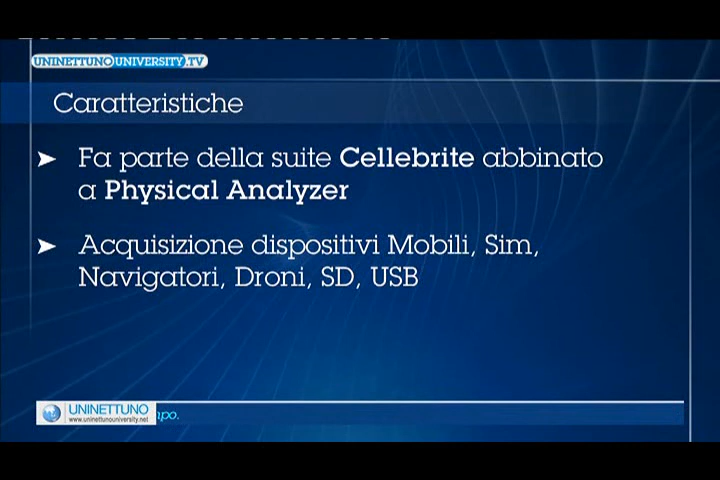 UNINETTUNOUNIVERSITY.TV
Caratteristiche
Fa parte della suite Cellebrite abbinato
a Physical Analyzer
Acquisizione dispositivi Mobili, Sim,
Navigatori, Droni, SD, USB
UNINETTUNO
www.uninettunouniversity.net